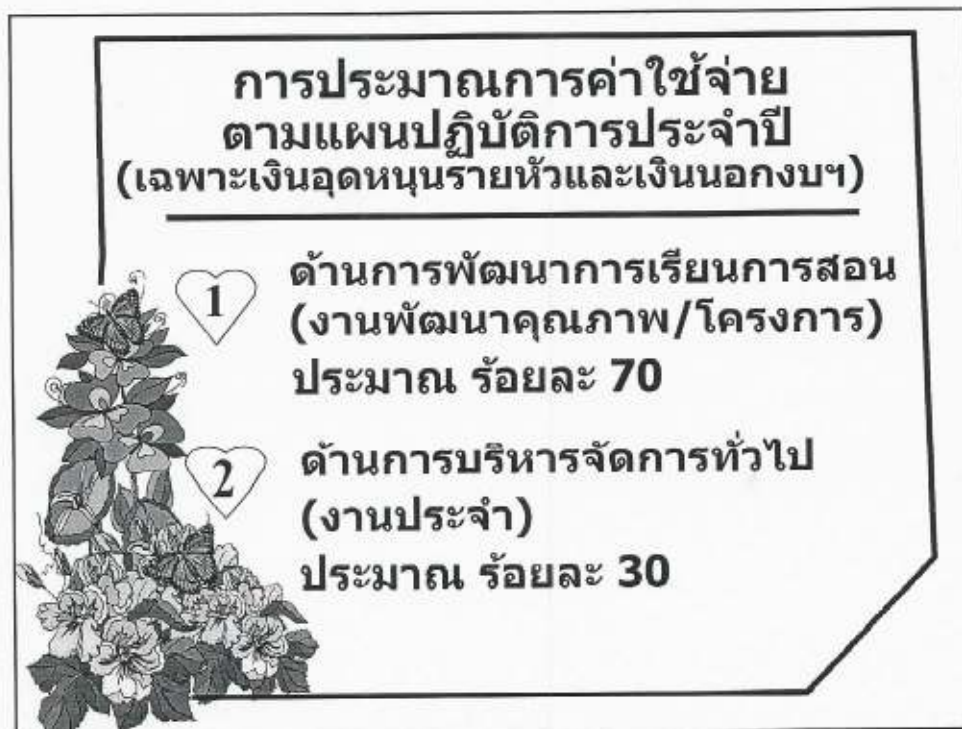 การประมาณการค่าใช้จ่าย
ตามแผนปฏิบัติการประจำปี
(เฉพาะเงินอุดหนุนรายหัวและเงินนอกงบฯ)
1
ด้านการพัฒนาการเรียนการสอน
(งานพัฒนาคุณภาพ/โครงการ)
ประมาณ ร้อยละ 70
2
ด้านการบริหารจัดการทั่วไป
(งานประจำ)
ประมาณ ร้อยละ 30